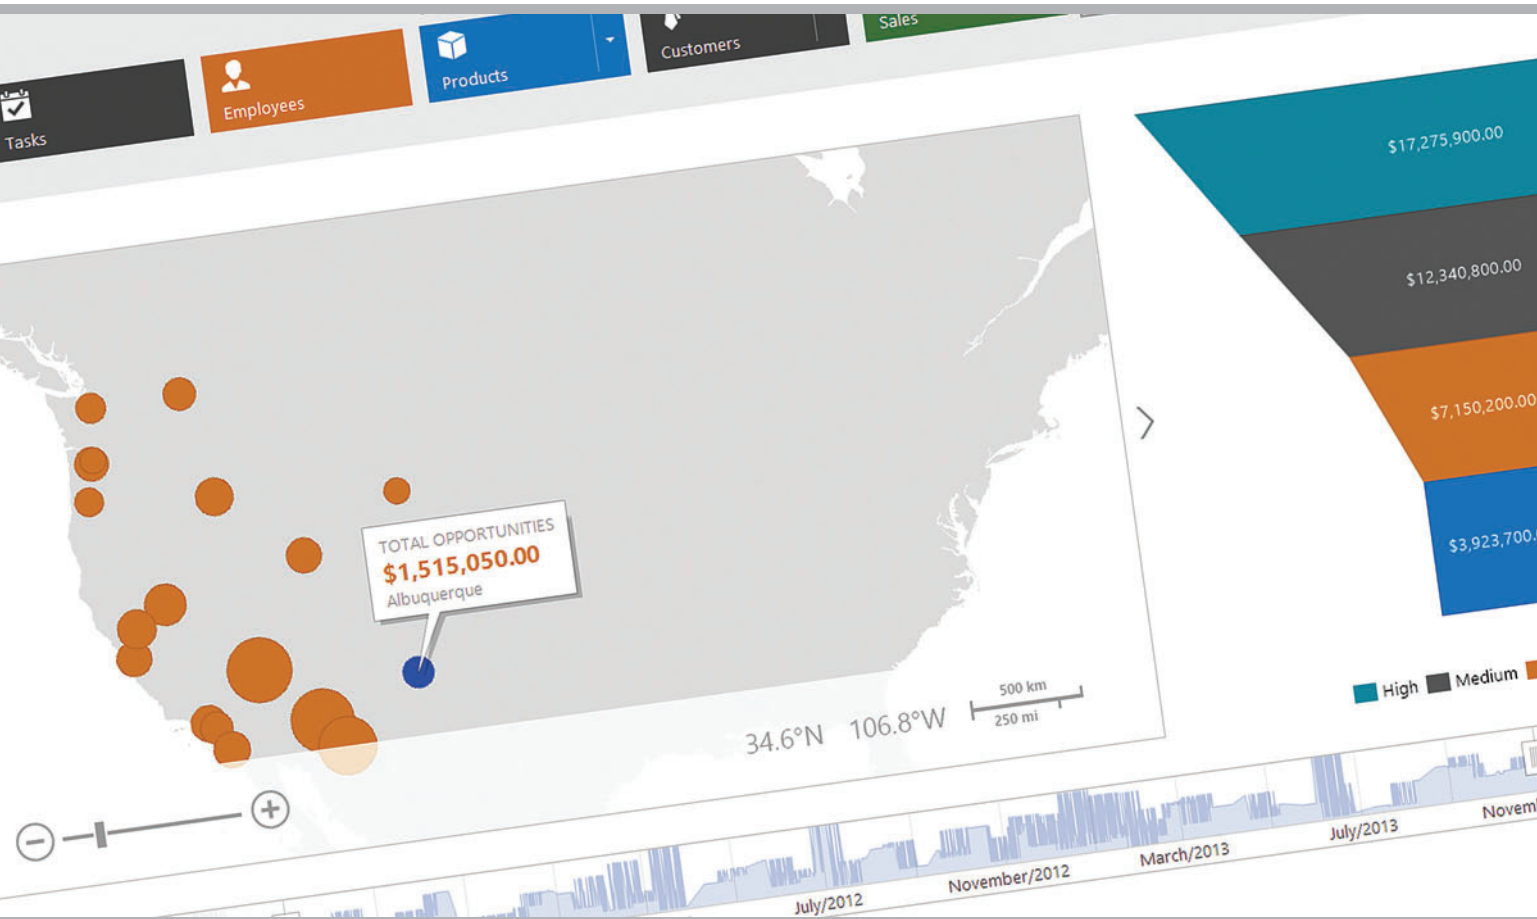 Tasks
Employees
Products
Customers
Sales
TOTAL OPPORTUNITIES
$1,515,050.00
Albuquerque
34.6°N 106.8°W
500 km
250 mi
$17,275,900.00
$12,340,800.00
$7,150,200.00
$3,923,700.
High Medium
July/2012
November/2012
March/2013
July/2013
Novem